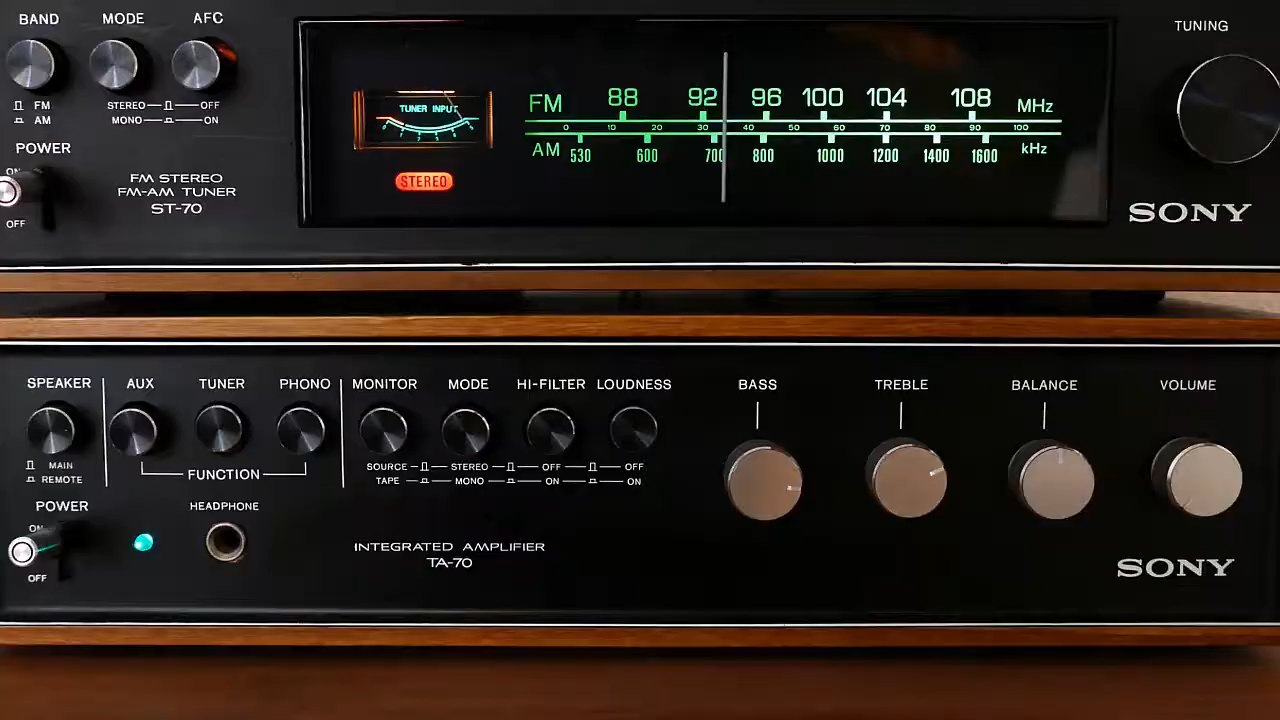 BAND MODE AFC
TUNING
FM
AM
STEREO OFF
MONO ON
POWER
ON
OFF
FM STEREO
FM-AM TUNER
ST-70
TUNER INPUT
STEREO
FM 88 92 96 100 104 108 MHz
0 10 20 30 40 50 60 70 80 90 100
AM 530 600 700 800 1000 1200 1400 1600 kHz
SONY
SPEAKER AUX TUNER PHONO MONITOR MODE HI-FILTER LOUDNESS BASS TREBLE BALANCE VOLUME
MAIN
REMOTE
FUNCTION
SOURCE STEREO OFF OFF
TAPE MONO ON ON
POWER
ON
OFF
HEADPHONE
INTEGRATED AMPLIFIER
TA-70
SONY